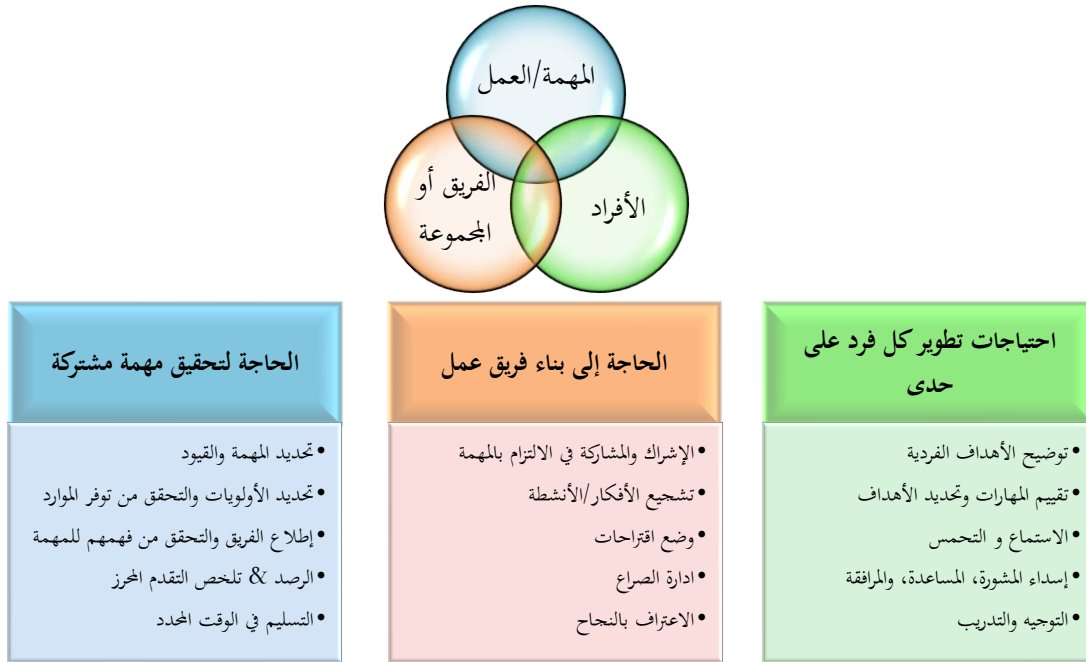 المهمة/العمل
الأفراد
الفريق أو
المجموعة
احتياجات تطوير كل فرد على
حدى
•توضيح الأهداف الفردية
•تقييم المهارات وتحديد الأهداف
•الاستماع و التحمس
•إسداء المشورة، المساعدة، والمرافقة
•التوجيه والتدريب
الحاجة إلى بناء فريق عمل
•الإشراك والمشاركة في الالتزام بالمهمة
•تشجيع الأفكار/الأنشطة
•وضع اقتراحات
•ادارة الصراع
•الاعتراف بالنجاح
الحاجة لتحقيق مهمة مشتركة
•تحديد المهمة والقيود
•تحديد الأولويات والتحقق من توفر الموارد
•إطلاع الفريق والتحقق من فهمهم للمهمة
•الرصد & تلخص التقدم المحرز
•التسليم في الوقت المحدد